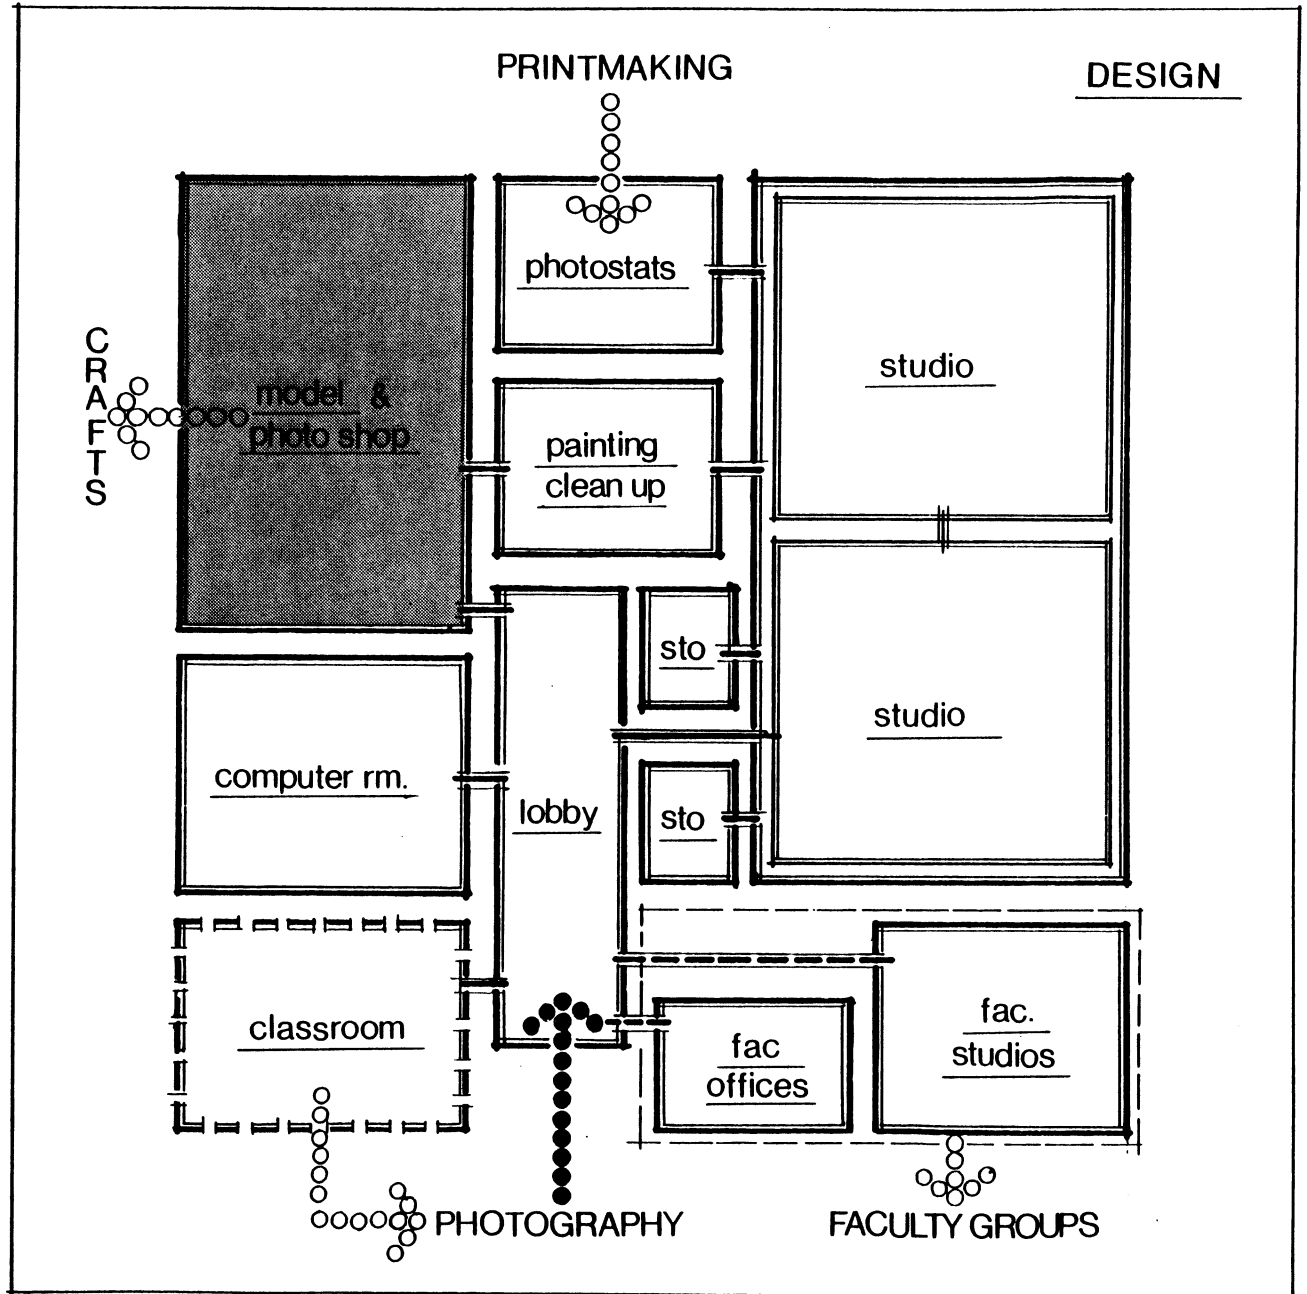 PRINTMAKING
DESIGN
photostats
studio
CRAFTS
model &
photo shop
painting
clean up
sto
studio
computer rm.
lobby
sto
classroom
fac
offices
fac.
studios
PHOTOGRAPHY
FACULTY GROUPS